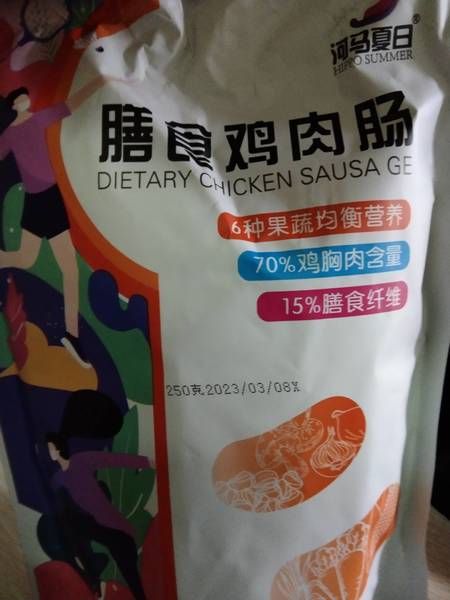 河马夏日®
HIPPO SUMMER
膳食鸡肉肠
DIETARY CHICKEN SAUSA GE
6种果蔬均衡营养
70%鸡胸肉含量
15%膳食纤维
250克2023/03/08X